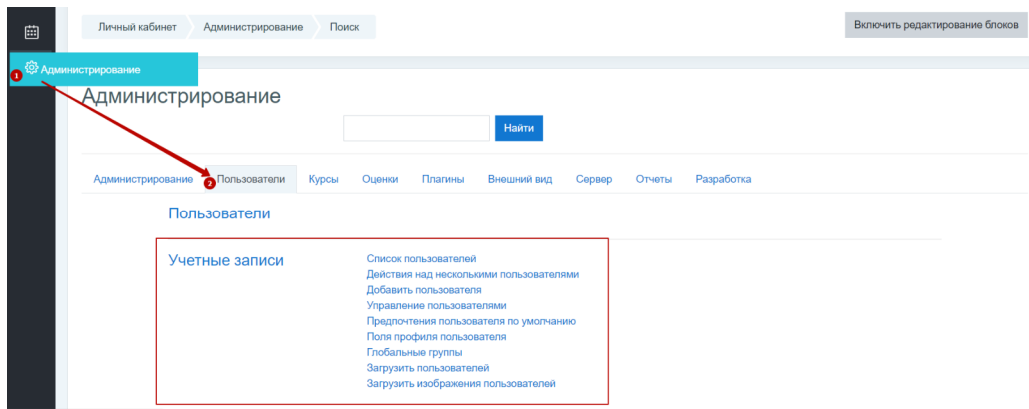 Личный кабинет Администрирование Поиск Включить редактирование блоков
1 Администрирование
Администрирование
Найти
Администрирование 2 Пользователи Курсы Оценки Плагины Внешний вид Сервер Отчеты Разработка
Пользователи
Учетные записи Список пользователей
Действия над несколькими пользователями
Добавить пользователя
Управление пользователями
Предпочтения пользователя по умолчанию
Поля профиля пользователя
Глобальные группы
Загрузить пользователей
Загрузить изображения пользователей